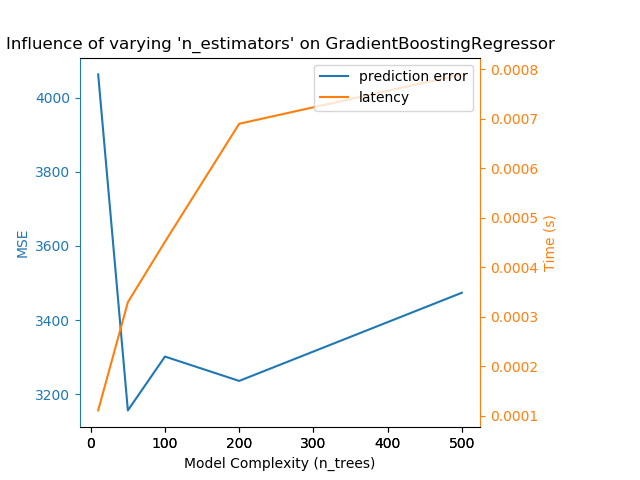 Influence of varying 'n_estimators' on GradientBoostingRegressor
prediction error
latency
4000
3800
3600
3400
3200
MSE
0.0008
0.0007
0.0006
0.0005
0.0004
0.0003
0.0002
0.0001
Time (s)
0 100 200 300 400 500
Model Complexity (n_trees)